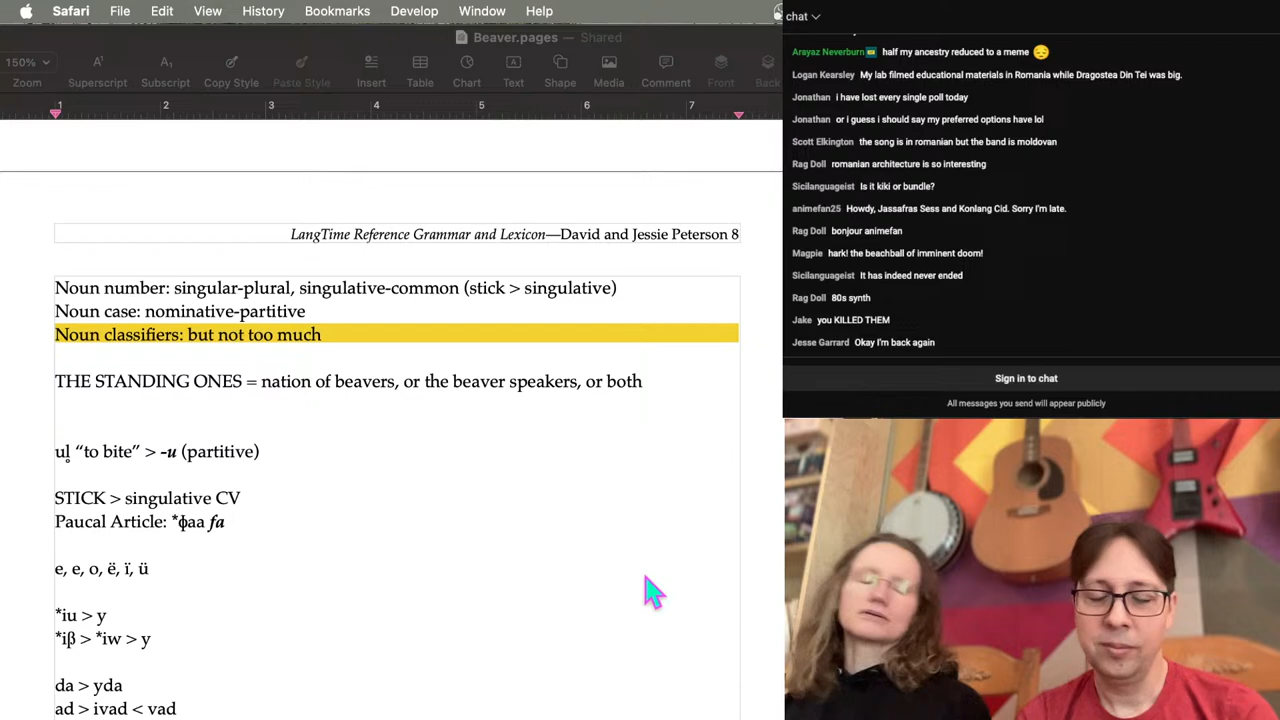 Safari File Edit View History Bookmarks Develop Window Help
Beaver.pages — Shared
150%
Zoom Superscript Subscript Copy Style Paste Style Insert Table Chart Text Shape Media Comment Front Back
1 2 3 4 5 6 7
LangTime Reference Grammar and Lexicon—David and Jessie Peterson 8
Noun number: singular-plural, singulative-common (stick > singulative)
Noun case: nominative-partitive
Noun classifiers: but not too much
THE STANDING ONES = nation of beavers, or the beaver speakers, or both
ul̥ “to bite” > -u (partitive)
STICK > singulative CV
Paucal Article: *ɸaa fa
e, e, o, ë, ï, ü
*iu > y
*iβ > *iw > y
da > yda
ad > ivad < vad
chat
Arayaz Neverburn half my ancestry reduced to a meme 😔
Logan Kearsley My lab filmed educational materials in Romania while Dragostea Din Tei was big.
Jonathan i have lost every single poll today
Jonathan or i guess i should say my preferred options have lol
Scott Elkington the song is in romanian but the band is moldovan
Rag Doll romanian architecture is so interesting
Sicilanguageist Is it kiki or bundle?
animefan25 Howdy, Jassafras Sess and Konlang Cid. Sorry I'm late.
Rag Doll bonjour animefan
Magpie hark! the beachball of imminent doom!
Sicilanguageist It has indeed never ended
Rag Doll 80s synth
Jake you KILLED THEM
Jesse Garrard Okay I'm back again
Sign in to chat
All messages you send will appear publicly